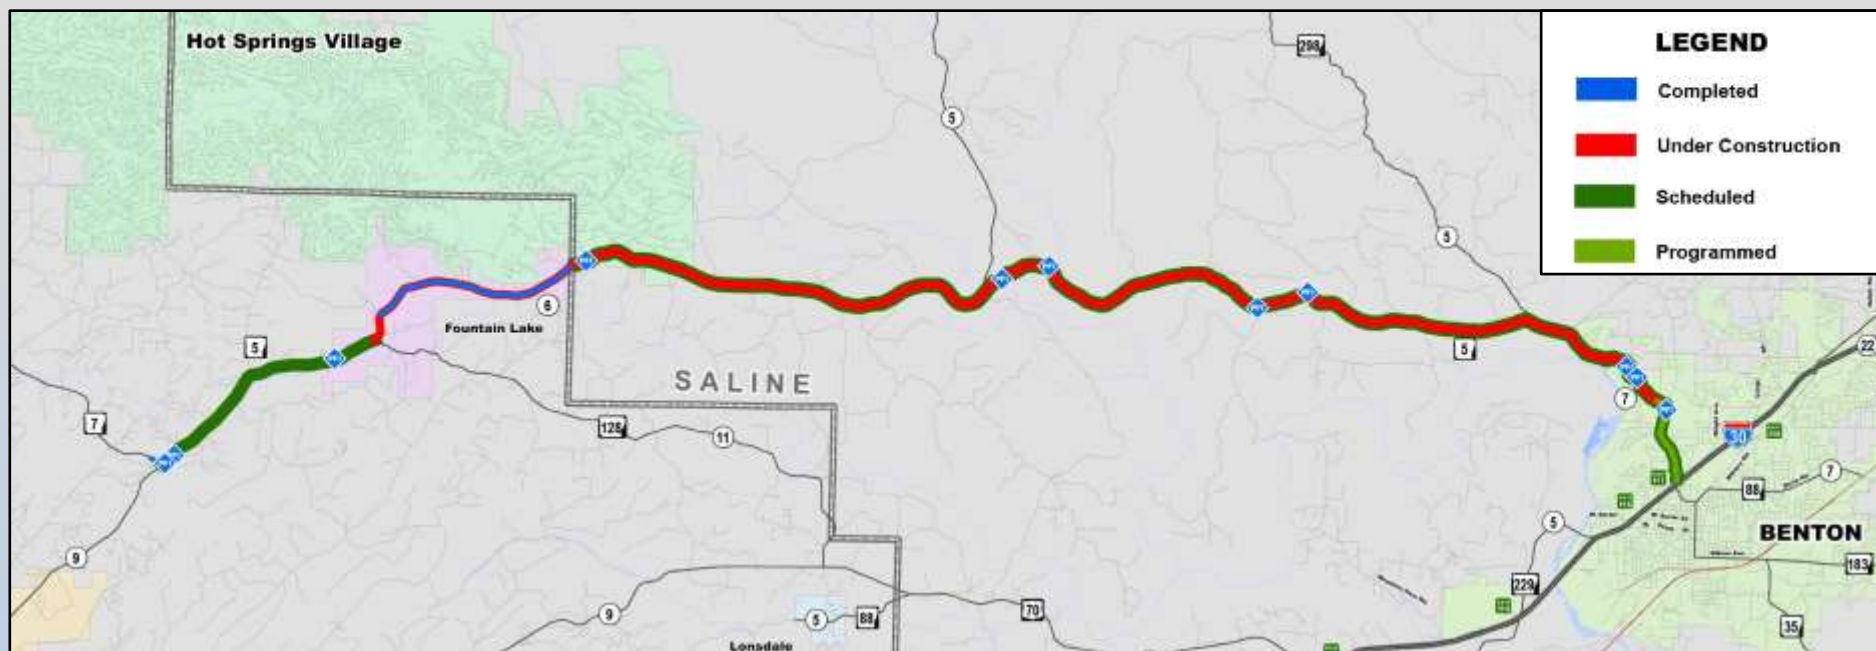 Hot Springs Village
LEGEND
Completed
Under Construction
Scheduled
Programmed
298
5
5
6
Fountain Lake
5
5
SALINE
7
7
128
11
22
30
88
7
5
BENTON
9
183
229
9
5
88
70
35
Lonsdale